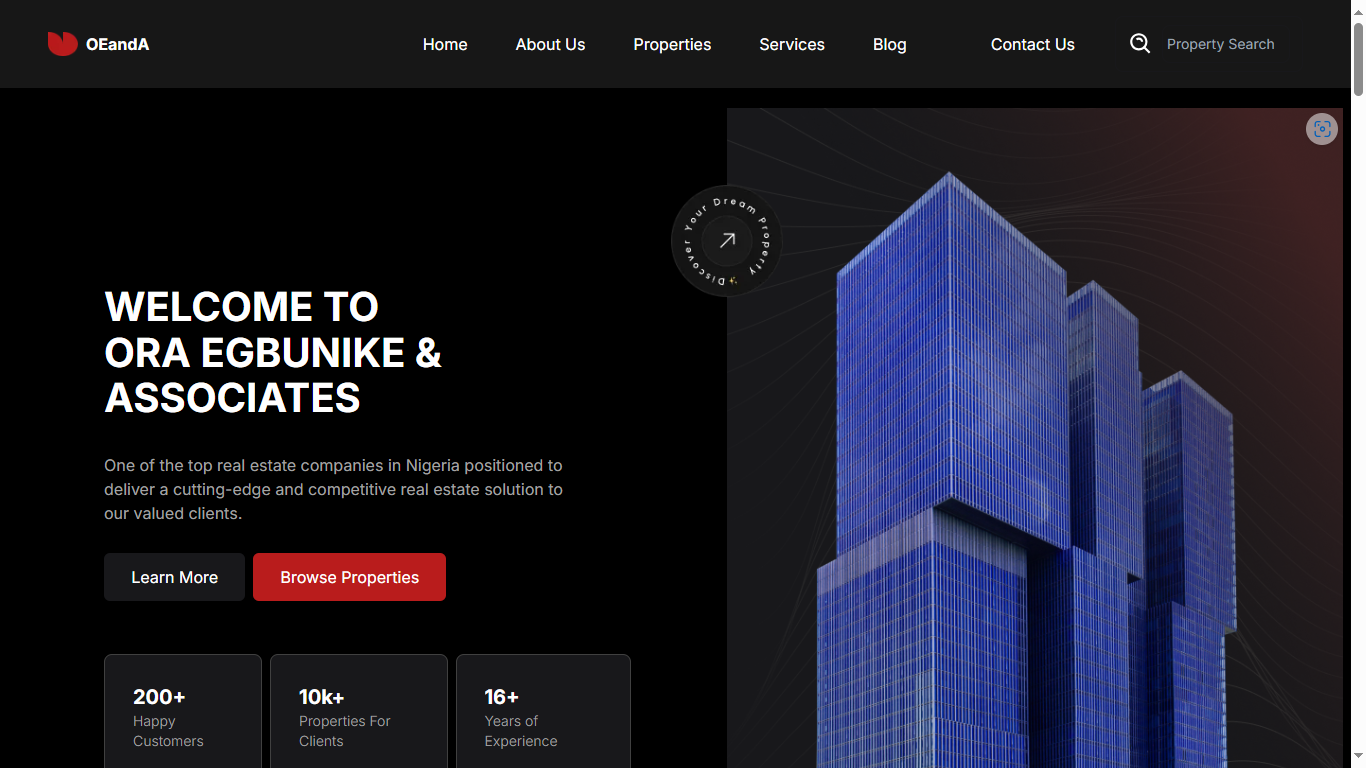 OEandA
Home
About Us
Properties
Services
Blog
Contact Us
Property Search
Discover Your Dream Property
WELCOME TO
ORA EGBUNIKE &
ASSOCIATES
One of the top real estate companies in Nigeria positioned to
deliver a cutting-edge and competitive real estate solution to
our valued clients.
Learn More
Browse Properties
200+
Happy
Customers
10k+
Properties For
Clients
16+
Years of
Experience